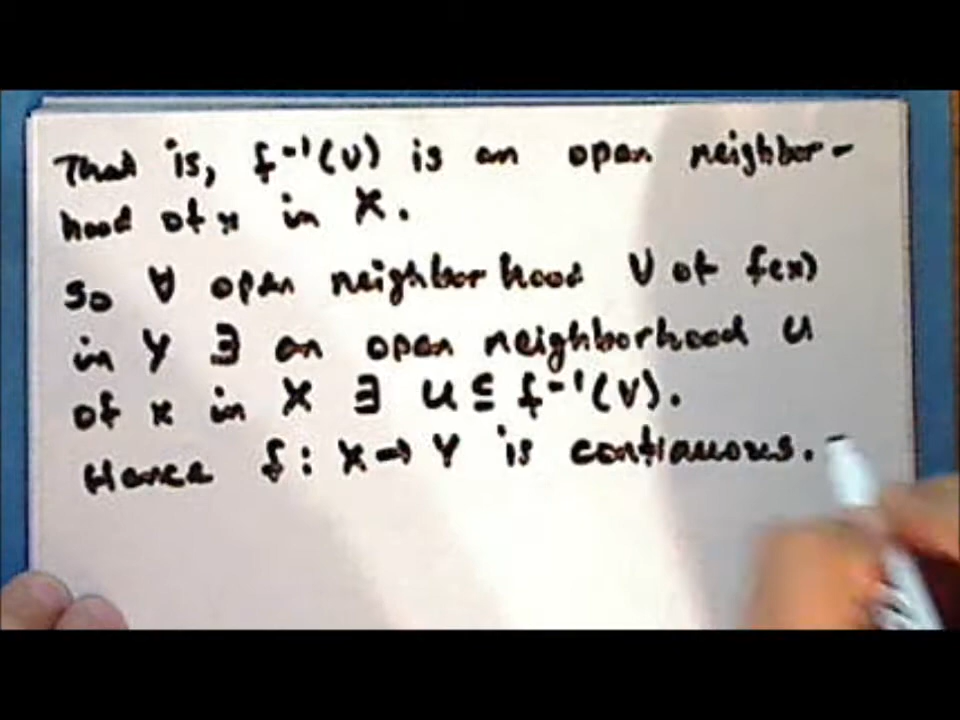 That is, f⁻¹(V) is an open neighbor-
hood of x in X.
So ∀ open neighborhood V of f(x)
in Y ∃ an open neighborhood U
of x in X ∃ U ⊆ f⁻¹(V).
Hence f : X → Y is continuous.